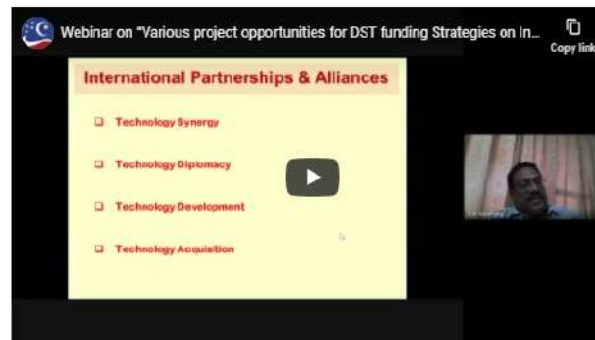 Webinar on "Various project opportunities for DST funding Strategies on In...
Copy link
International Partnerships & Alliances
Technology Synergy
Technology Diplomacy
Technology Development
Technology Acquisition